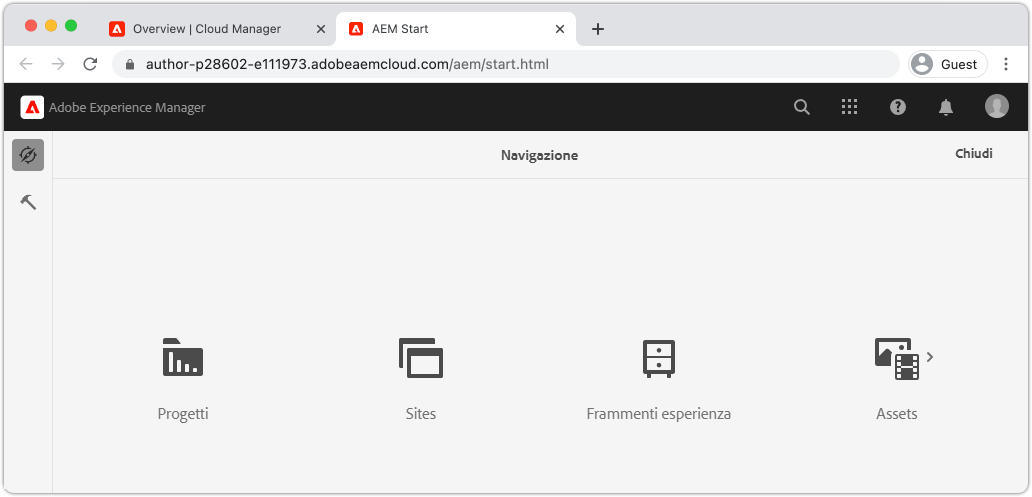 Overview | Cloud Manager
AEM Start
author-p28602-e111973.adobeaemcloud.com/aem/start.html
Guest
Adobe Experience Manager
Navigazione
Chiudi
Progetti
Sites
Frammenti esperienza
Assets